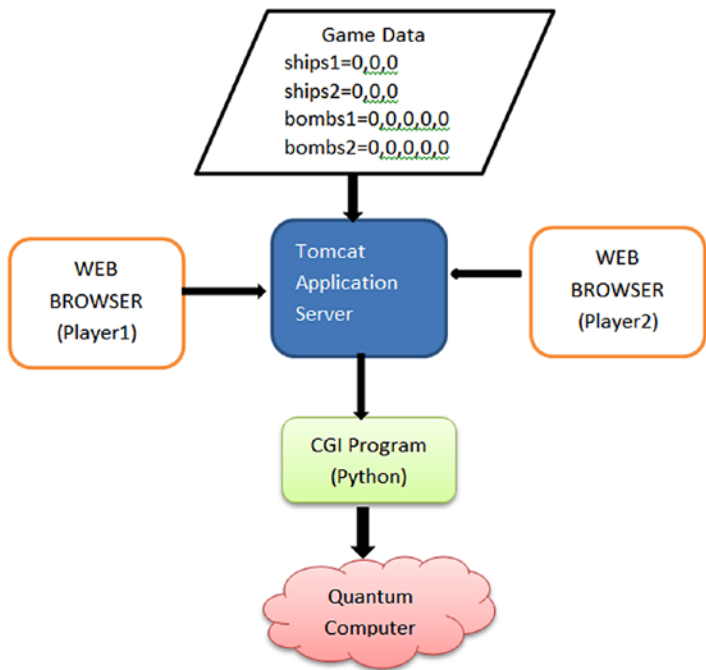 Game Data
ships1=0,0,0
ships2=0,0,0
bombs1=0,0,0,0,0
bombs2=0,0,0,0,0
WEB
BROWSER
(Player1)
Tomcat
Application
Server
WEB
BROWSER
(Player2)
CGI Program
(Python)
Quantum
Computer